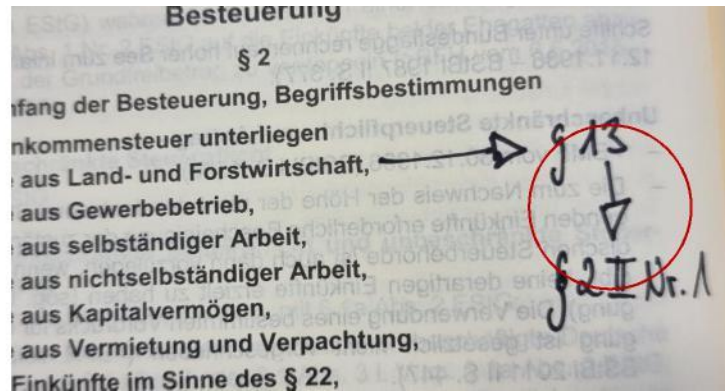 Besteuerung
§ 2
nfang der Besteuerung, Begriffsbestimmungen
nkommensteuer unterliegen
aus Land- und Forstwirtschaft, § 13
aus Gewerbebetrieb,
aus selbständiger Arbeit,
aus nichtselbständiger Arbeit, § 2 II Nr. 1
aus Kapitalvermögen,
aus Vermietung und Verpachtung,
Einkünfte im Sinne des § 22,